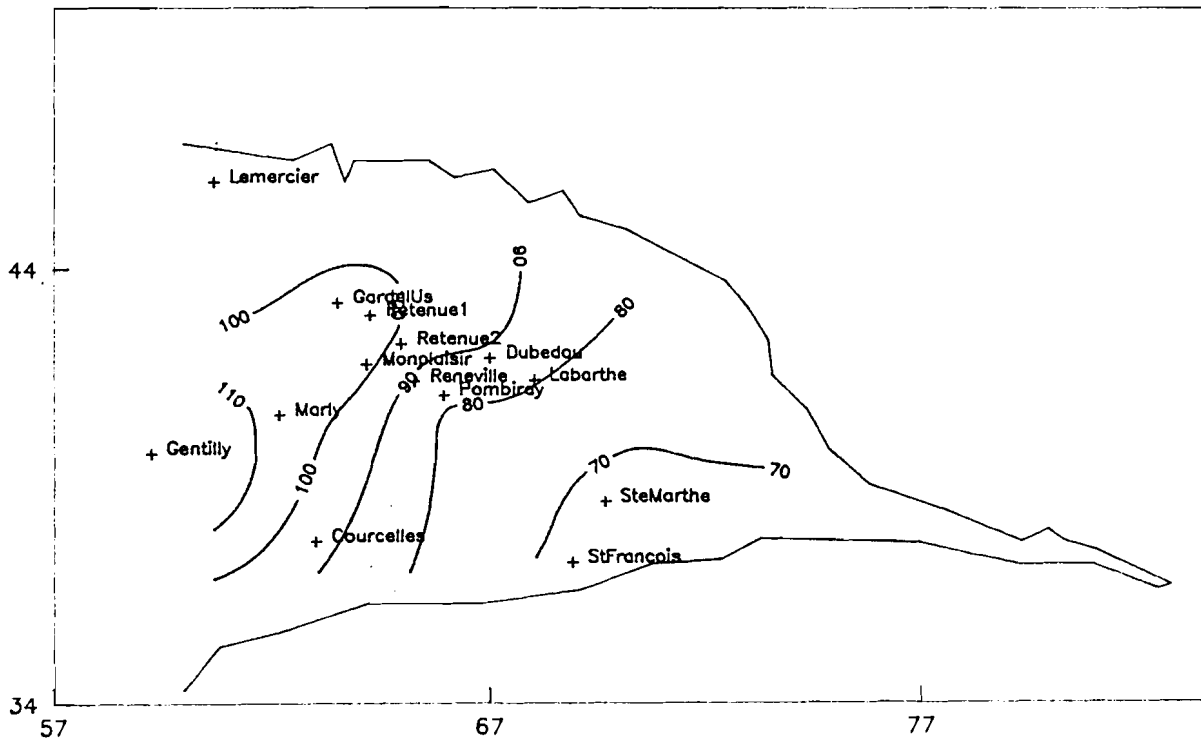 Lemercier
90
44
GardelUs
Retenue1
100
80
Retenue2
Dubedou
Monplaisir
Reneville
Labarthe
90
110
Pombiray
80
Marly
Gentilly
70
70
100
SteMarthe
Courcelles
StFrançois
34
57
67
77